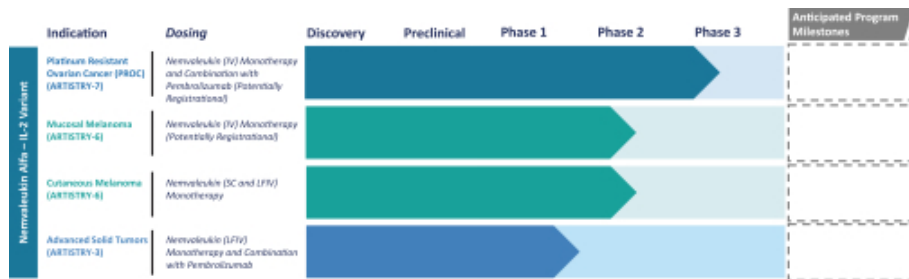 Indication Dosing Discovery Preclinical Phase 1 Phase 2 Phase 3 Anticipated Program
Milestones
Nemvaleukin Alfa – IL-2 Variant
Platinum Resistant
Ovarian Cancer (PROC)
(ARTISTRY-7)
Nemvaleukin (IV) Monotherapy
and Combination with
Pembrolizumab (Potentially
Registrational)
Mucosal Melanoma
(ARTISTRY-6)
Nemvaleukin (IV) Monotherapy
(Potentially Registrational)
Cutaneous Melanoma
(ARTISTRY-6)
Nemvaleukin (SC and LFIV)
Monotherapy
Advanced Solid Tumors
(ARTISTRY-3)
Nemvaleukin (LFIV)
Monotherapy and Combination
with Pembrolizumab